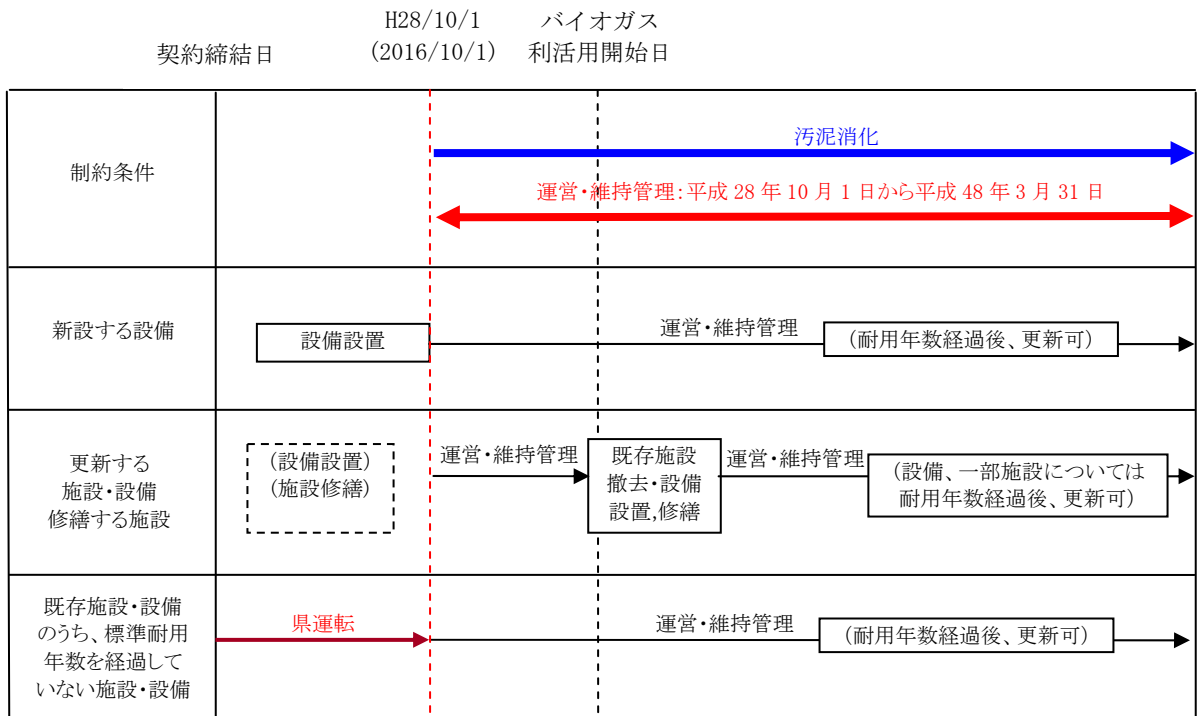 契約締結日
H28/10/1
(2016/10/1)
バイオガス
利活用開始日
制約条件
汚泥消化
運営・維持管理：平成 28 年 10 月 1 日から平成 48 年 3 月 31 日
新設する設備
設備設置
運営・維持管理
（耐用年数経過後、更新可）
更新する
施設・設備
修繕する施設
（設備設置）
（施設修繕）
運営・維持管理
既存施設
撤去・設備
設置,修繕
運営・維持管理
（設備、一部施設については
耐用年数経過後、更新可）
既存施設・設備
のうち、標準耐用
年数を経過して
いない施設・設備
県運転
運営・維持管理
（耐用年数経過後、更新可）